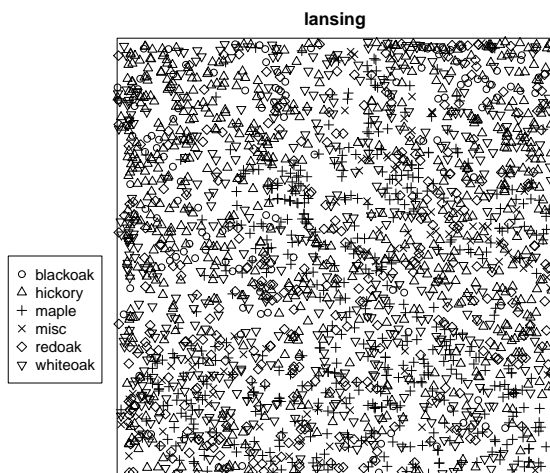 lansing
blackoak
hickory
maple
misc
redoak
whiteoak